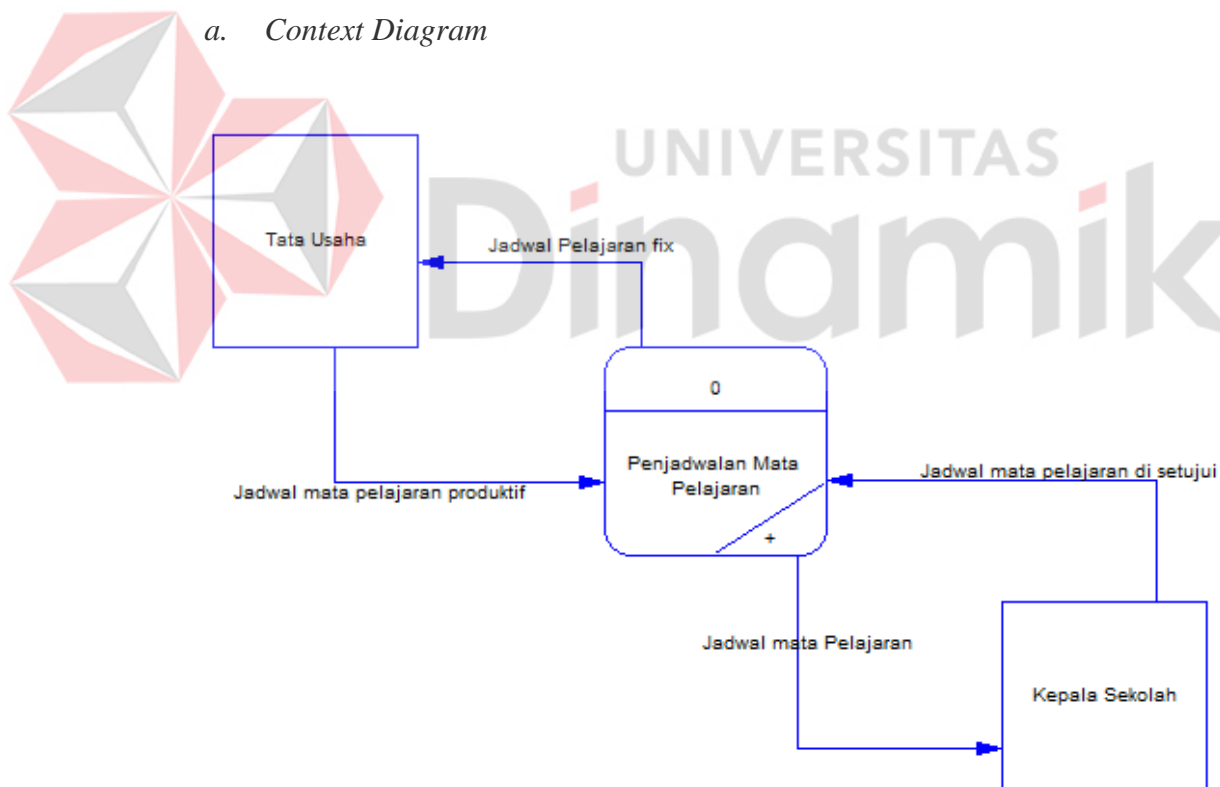 a. Context Diagram
UNIVERSITAS
Dinamik
Tata Usaha
Jadwal Pelajaran fix
0
Penjadwalan Mata
Pelajaran
+
Jadwal mata pelajaran produktif
Jadwal mata pelajaran di setujui
Jadwal mata Pelajaran
Kepala Sekolah